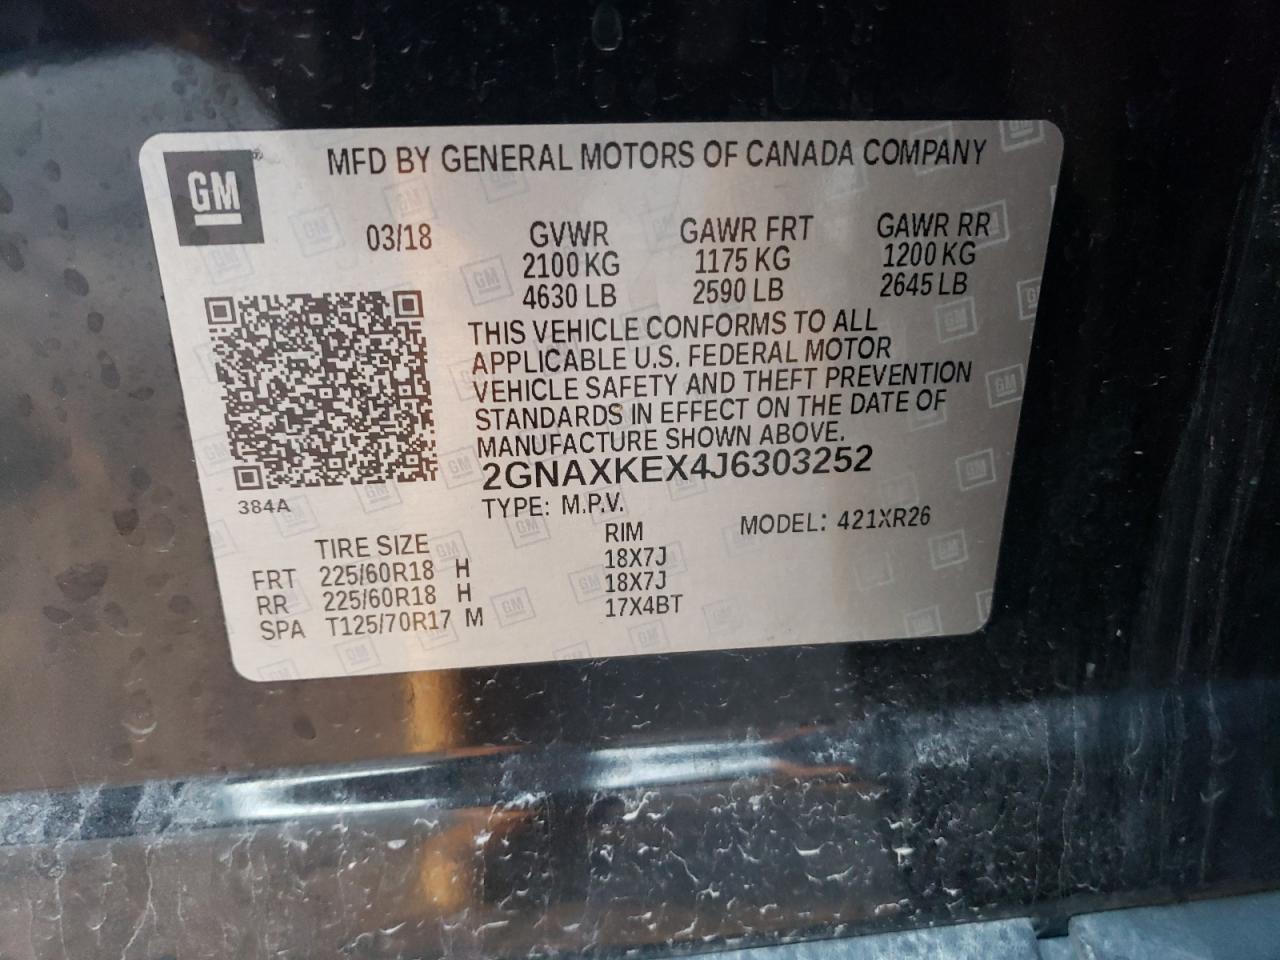 GM
MFD BY GENERAL MOTORS OF CANADA COMPANY
03/18 GVWR GAWR FRT GAWR RR
2100 KG 1175 KG 1200 KG
4630 LB 2590 LB 2645 LB
THIS VEHICLE CONFORMS TO ALL
APPLICABLE U.S. FEDERAL MOTOR
VEHICLE SAFETY AND THEFT PREVENTION
STANDARDS IN EFFECT ON THE DATE OF
MANUFACTURE SHOWN ABOVE.
2GNAXKEX4J6303252
384A
TYPE: M.P.V. MODEL: 421XR26
TIRE SIZE RIM
FRT 225/60R18 H 18X7J
RR 225/60R18 H 18X7J
SPA T125/70R17 M 17X4BT